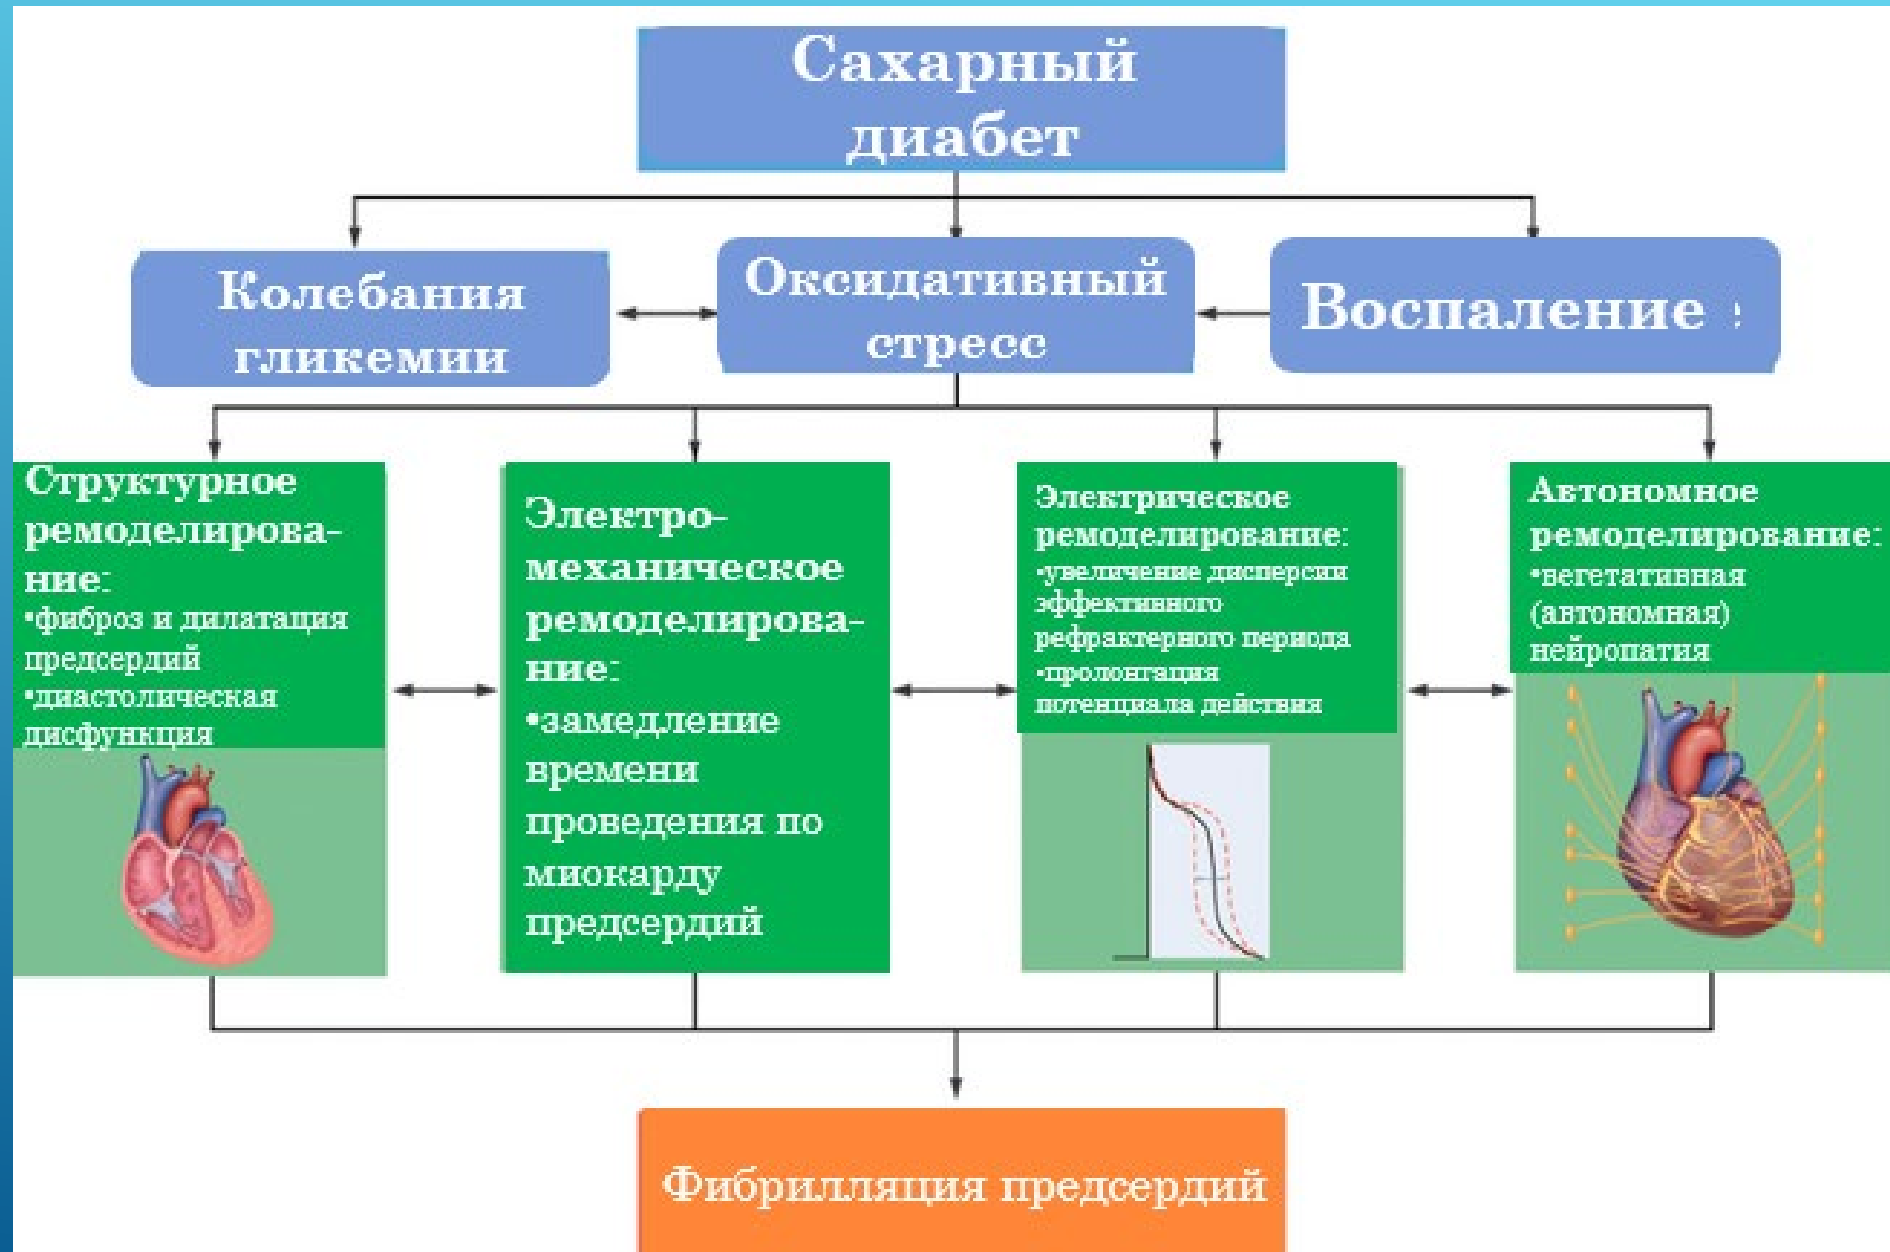 Сахарный
диабет
Колебания
гликемии
Оксидативный
стресс
Воспаление :
Структурное
ремоделирова-
ние:
•фиброз и дилатация
предсердий
•диастолическая
дисфункция
Электро-
механическое
ремоделирова-
ние:
•замедление
времени
проведения по
миокарду
предсердий
Электрическое
ремоделирование:
•увеличение дисперсии
эффективного
рефрактерного периода
•пролонгация
потенциала действия
Автономное
ремоделирование:
•вегетативная
(автономная)
нейропатия
Фибрилляция предсердий